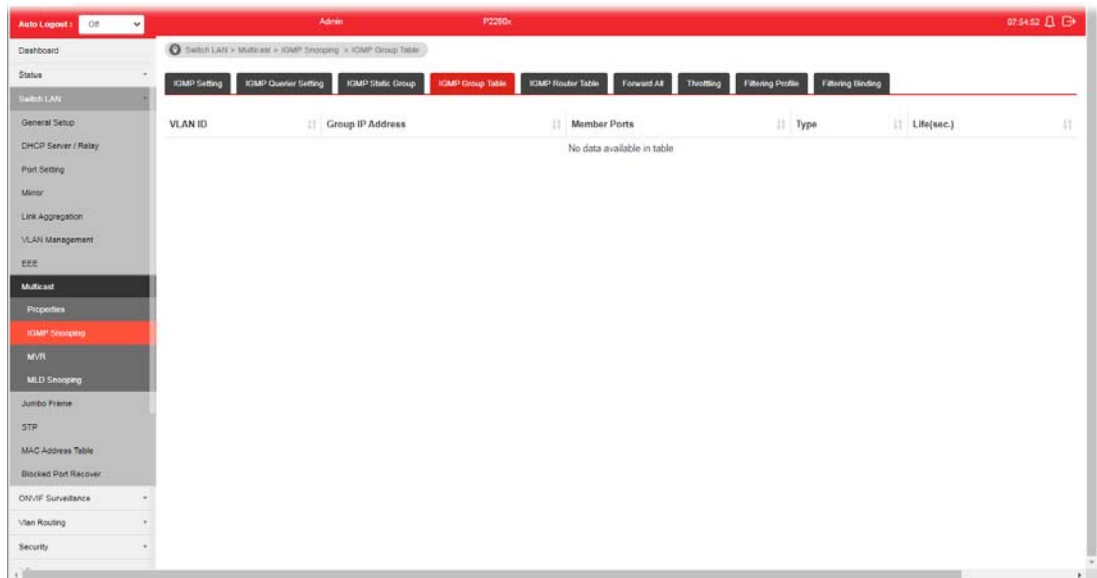 Auto Logout : Off Admin P2280x 07:54:52
Dashboard
Switch LAN > Multicast > IGMP Snooping > IGMP Group Table
Status
IGMP Setting IGMP Querier Setting IGMP Static Group IGMP Group Table IGMP Router Table Forward All Throttling Filtering Profile Filtering Binding
Switch LAN
General Setup
VLAN ID Group IP Address Member Ports Type Life(sec.)
DHCP Server / Relay
No data available in table
Port Setting
Mirror
Link Aggregation
VLAN Management
EEE
Multicast
Properties
IGMP Snooping
MVR
MLD Snooping
Jumbo Frame
STP
MAC Address Table
Blocked Port Recover
ONVIF Surveillance
Vlan Routing
Security